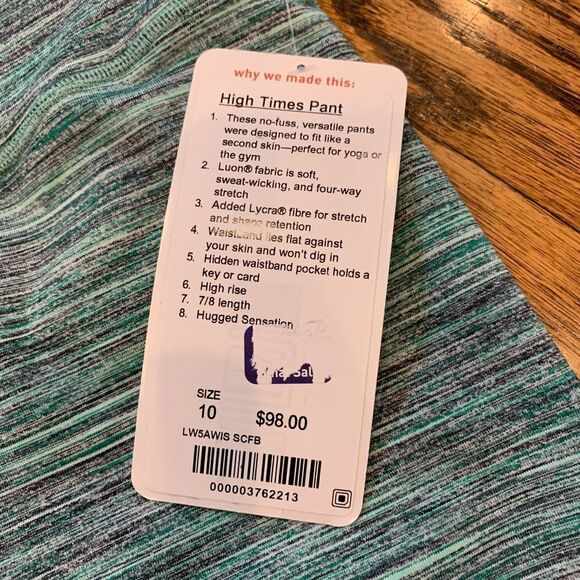 why we made this:
High Times Pant
1. These no-fuss, versatile pants
were designed to fit like a
second skin—perfect for yoga or
the gym
2. Luon® fabric is soft,
sweat-wicking, and four-way
stretch
3. Added Lycra® fibre for stretch
and shape retention
4. Waistband lies flat against
your skin and won't dig in
5. Hidden waistband pocket holds a
key or card
6. High rise
7. 7/8 length
8. Hugged Sensation
SIZE
10 $98.00
LW5AWIS SCFB
000003762213